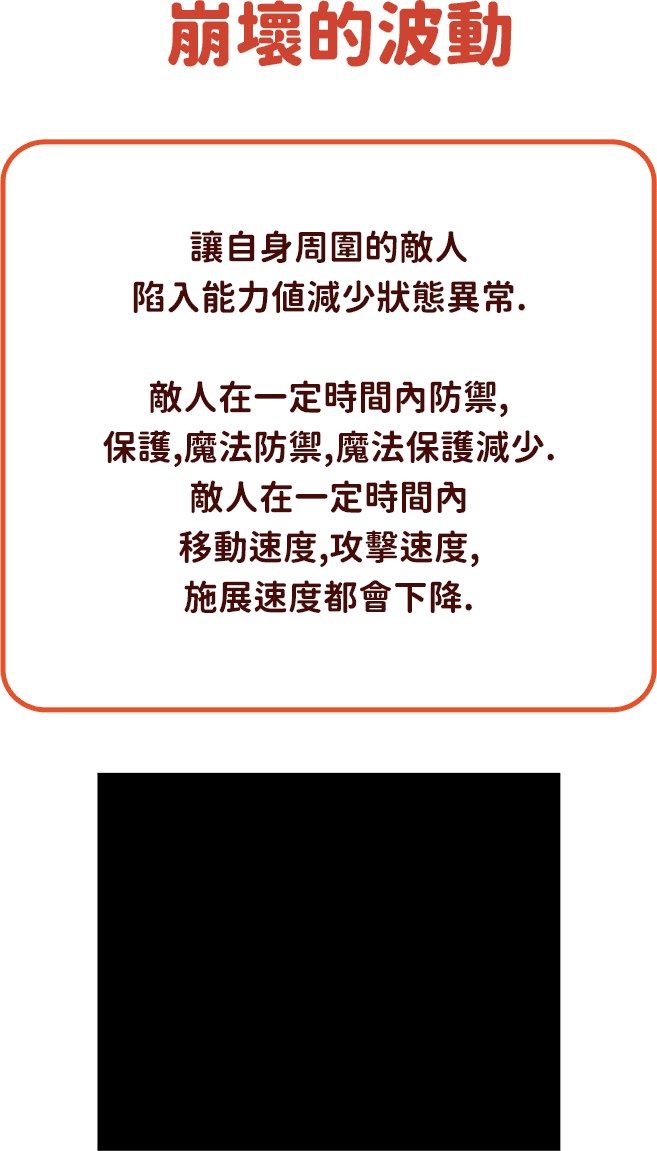 崩壞的波動
讓自身周圍的敵人
陷入能力値減少狀態異常.
敵人在一定時間內防禦,
保護,魔法防禦,魔法保護減少.
敵人在一定時間內
移動速度,攻擊速度,
施展速度都會下降.